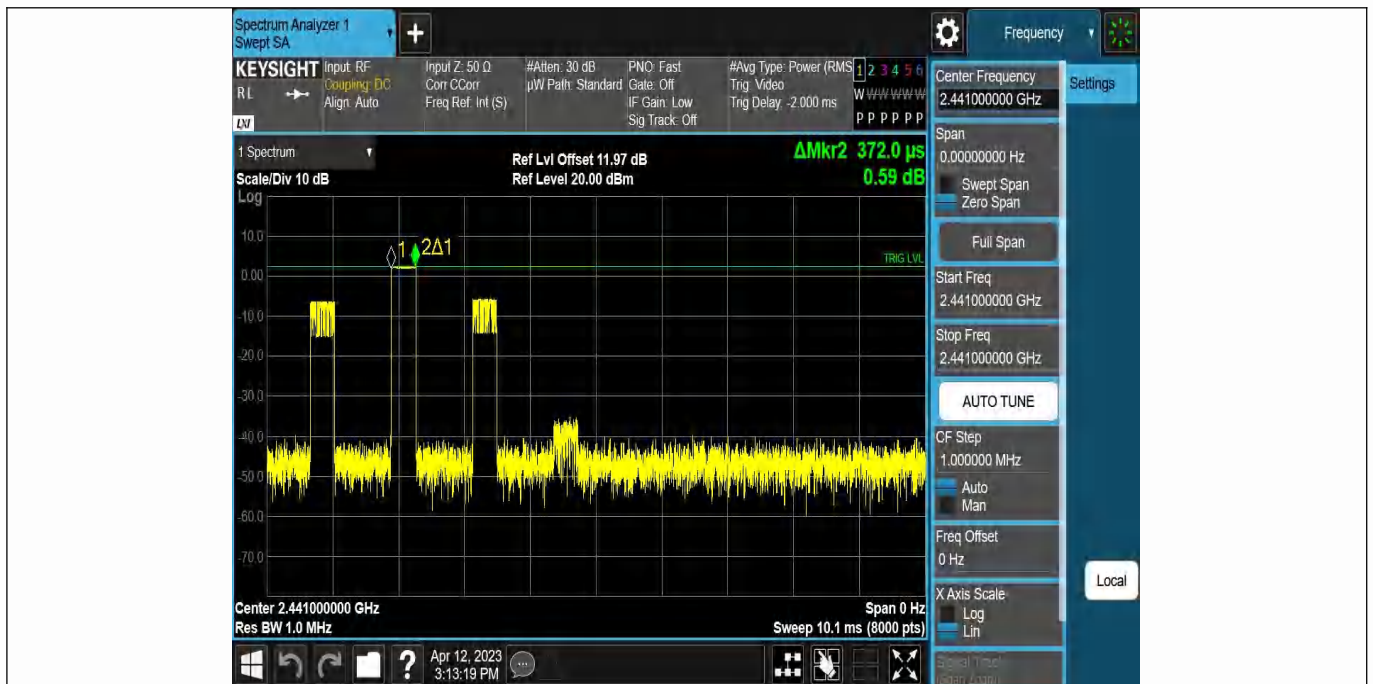 Spectrum Analyzer 1
Swept SA
Frequency
KEYSIGHT
RL
LXI
Input: RF
Coupling: DC
Align: Auto
Input Z: 50 Ω
Corr CCorr
Freq Ref: Int (S)
#Atten: 30 dB
µW Path: Standard
PNO: Fast
Gate: Off
IF Gain: Low
Sig Track: Off
#Avg Type: Power (RMS
Trig: Video
Trig Delay: -2.000 ms
1 2 3 4 5 6
W W W W W W
P P P P P P
1 Spectrum
Scale/Div 10 dB
Log
Ref Lvl Offset 11.97 dB
Ref Level 20.00 dBm
ΔMkr2 372.0 µs
0.59 dB
10.0
0.00
-10.0
-20.0
-30.0
-40.0
-50.0
-60.0
-70.0
1
2Δ1
TRIG LVL
Center 2.441000000 GHz
Res BW 1.0 MHz
Span 0 Hz
Sweep 10.1 ms (8000 pts)
Apr 12, 2023
3:13:19 PM
Center Frequency
2.441000000 GHz
Span
0.00000000 Hz
Swept Span
Zero Span
Full Span
Start Freq
2.441000000 GHz
Stop Freq
2.441000000 GHz
AUTO TUNE
CF Step
1.000000 MHz
Auto
Man
Freq Offset
0 Hz
X Axis Scale
Log
Lin
Signal Track
(Span Zoom)
Settings
Local